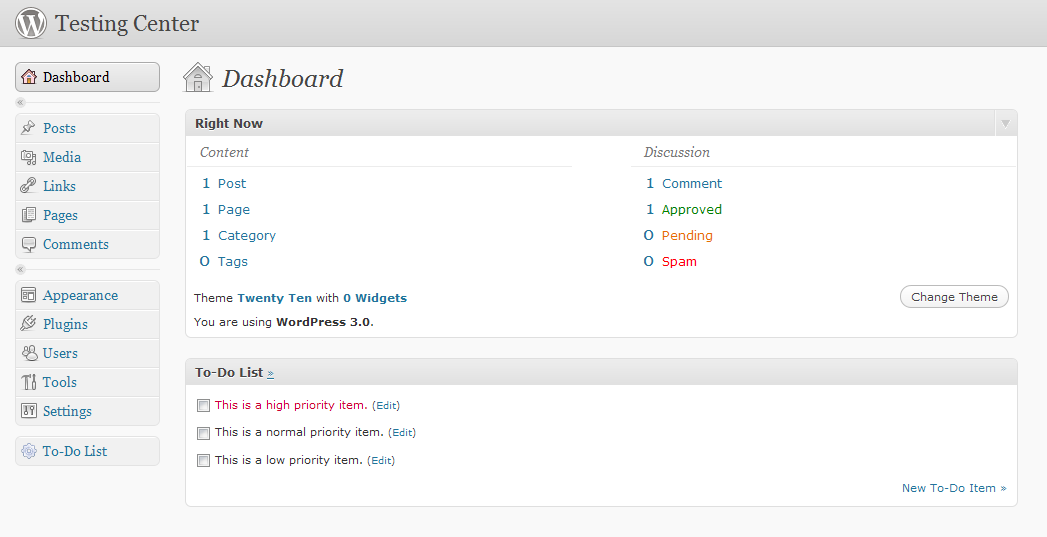 Testing Center
Dashboard
Posts
Media
Links
Pages
Comments
Appearance
Plugins
Users
Tools
Settings
To-Do List
Dashboard
Right Now
Content
1 Post
1 Page
1 Category
0 Tags
Discussion
1 Comment
1 Approved
0 Pending
0 Spam
Theme Twenty Ten with 0 Widgets
Change Theme
You are using WordPress 3.0.
To-Do List »
This is a high priority item. (Edit)
This is a normal priority item. (Edit)
This is a low priority item. (Edit)
New To-Do Item »